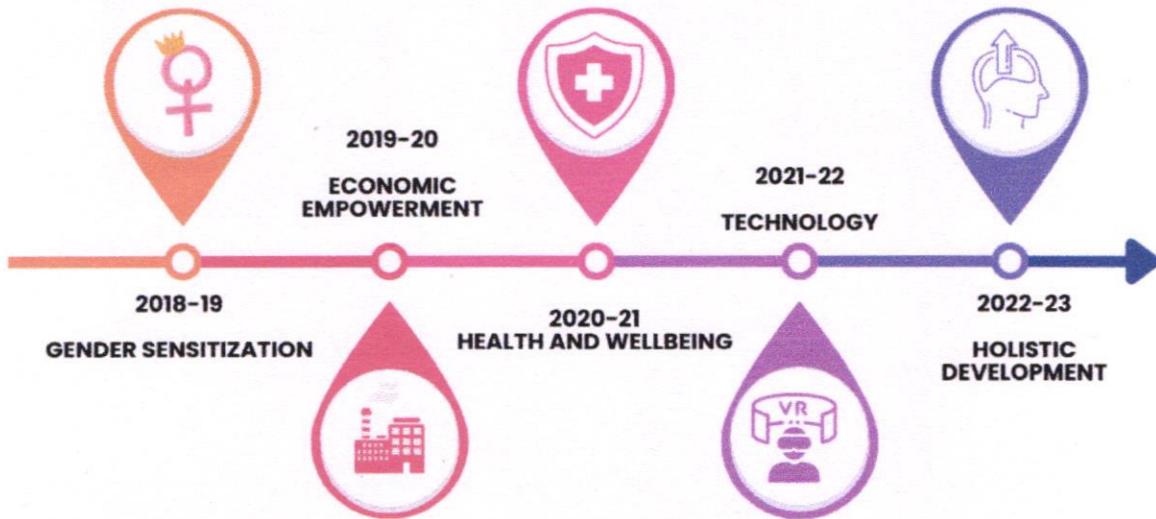 2018-19
GENDER SENSITIZATION
2019-20
ECONOMIC
EMPOWERMENT
2020-21
HEALTH AND WELLBEING
2021-22
TECHNOLOGY
VR
2022-23
HOLISTIC
DEVELOPMENT